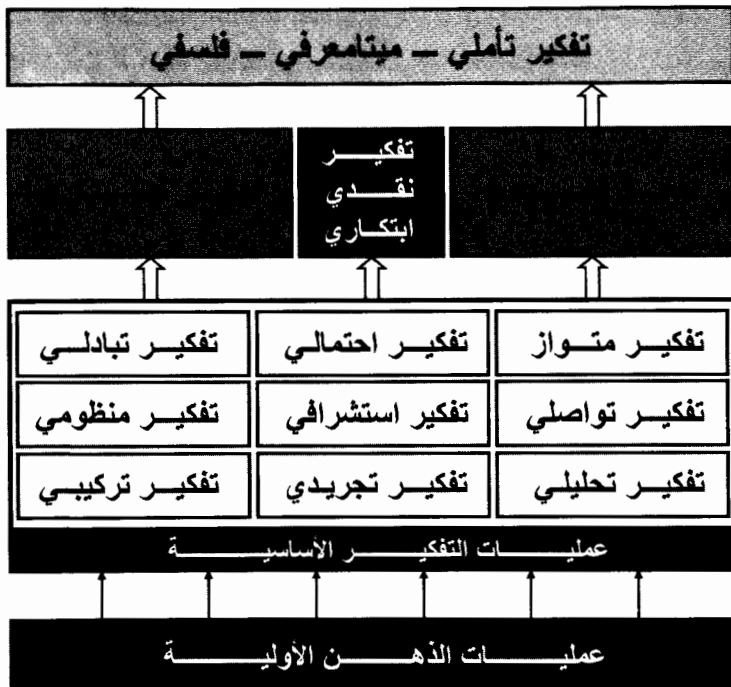 تفكير تأملي – ميتامعرفي – فلسفي
تفكير
نقدي
ابتكاري
تفكير متواز
تفكير احتمالي
تفكير تبادلي
تفكير تواصلي
تفكير استشرافي
تفكير منظومي
تفكير تحليلي
تفكير تجريدي
تفكير تركيبي
عمليات التفكير الأساسية
عمليات الذهن الأولية